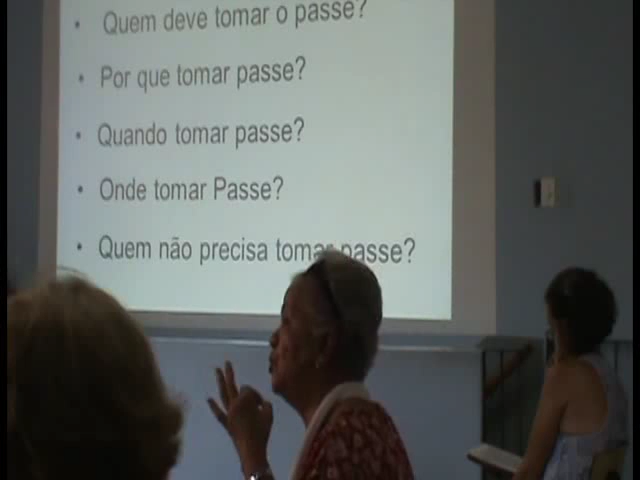 • Quem deve tomar o passe?
• Por que tomar passe?
• Quando tomar passe?
• Onde tomar Passe?
• Quem não precisa tomar passe?